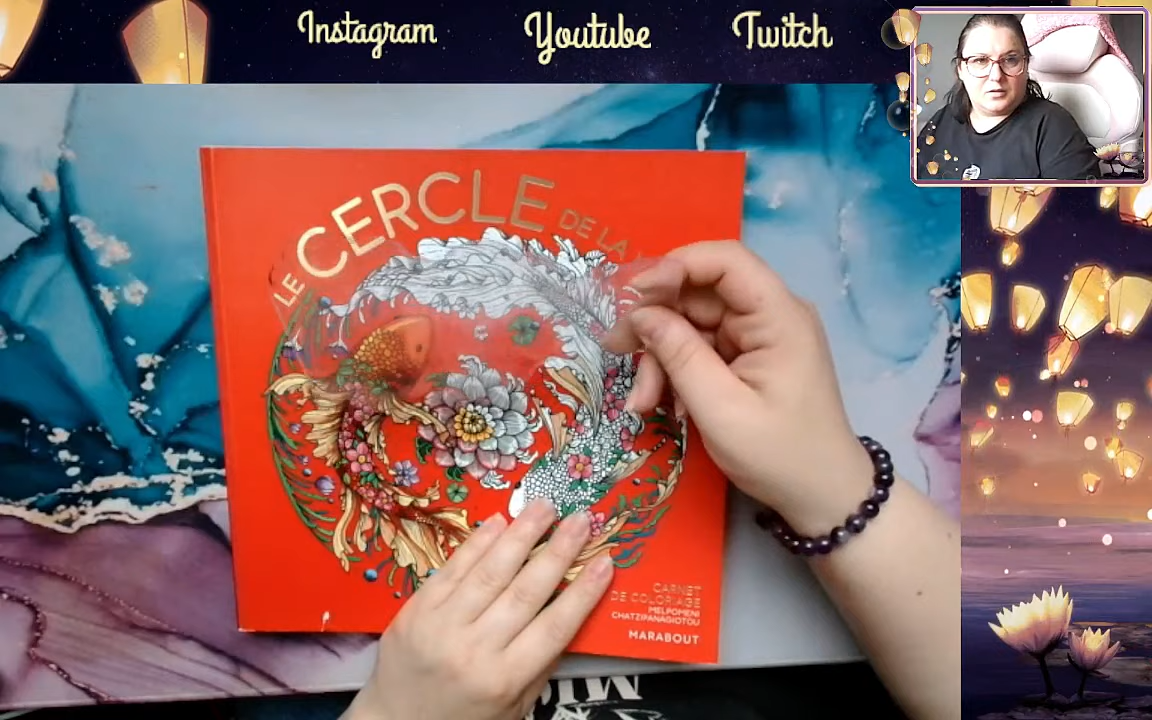 Instagram
Youtube
Twitch
LE CERCLE DE LA
CARNET
DE COLORIAGE
MELPOMENI
CHATZIPANAGIOTOU
MARABOUT